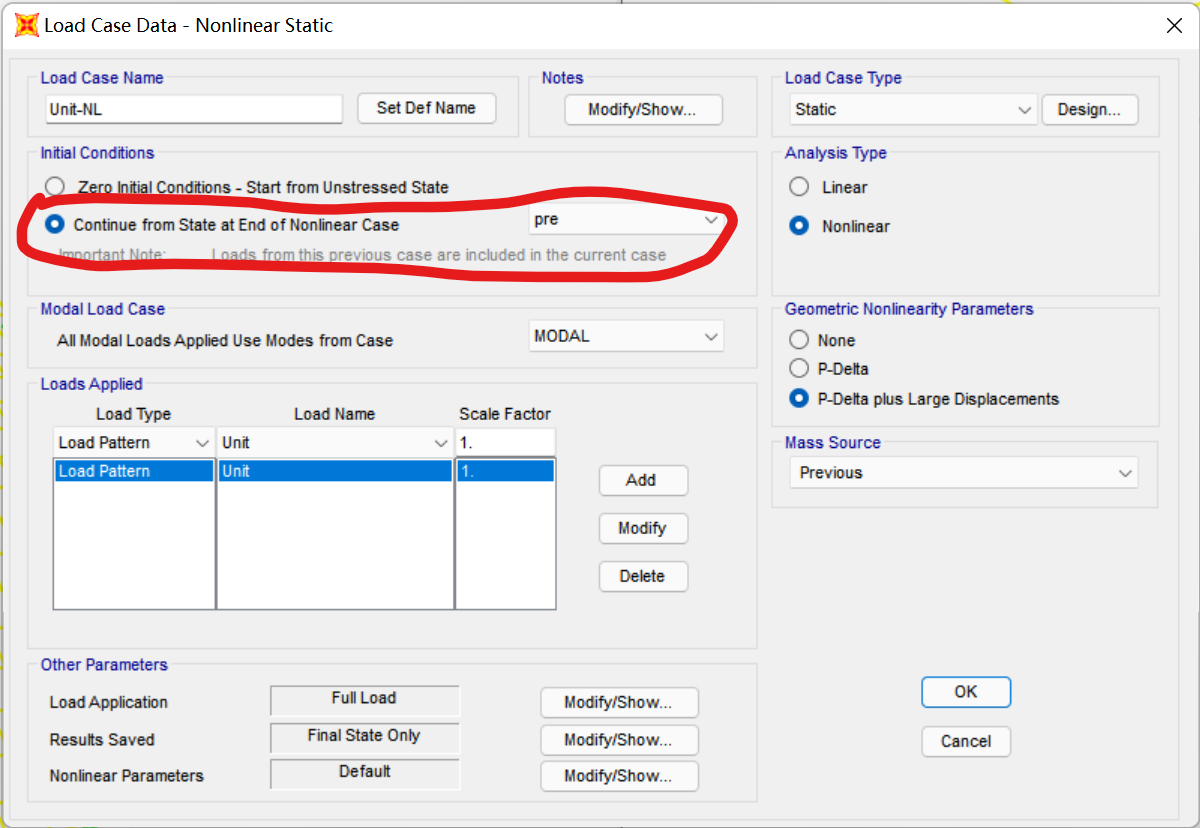 Load Case Data - Nonlinear Static
Load Case Name
Unit-NL
Set Def Name
Notes
Modify/Show...
Load Case Type
Static
Design...
Initial Conditions
Zero Initial Conditions - Start from Unstressed State
Continue from State at End of Nonlinear Case
pre
Important Note: Loads from this previous case are included in the current case
Analysis Type
Linear
Nonlinear
Modal Load Case
All Modal Loads Applied Use Modes from Case
MODAL
Geometric Nonlinearity Parameters
None
P-Delta
P-Delta plus Large Displacements
Loads Applied
Load Type Load Name Scale Factor
Load Pattern Unit 1.
Load Pattern Unit 1.
Add
Modify
Delete
Mass Source
Previous
Other Parameters
Load Application Full Load Modify/Show...
Results Saved Final State Only Modify/Show...
Nonlinear Parameters Default Modify/Show...
OK
Cancel